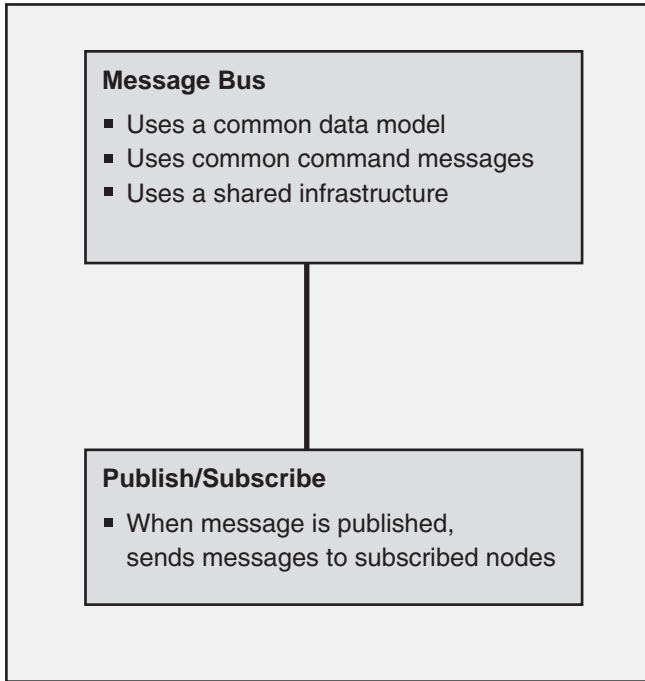 Message Bus
▪ Uses a common data model
▪ Uses common command messages
▪ Uses a shared infrastructure
Publish/Subscribe
▪ When message is published,
sends messages to subscribed nodes